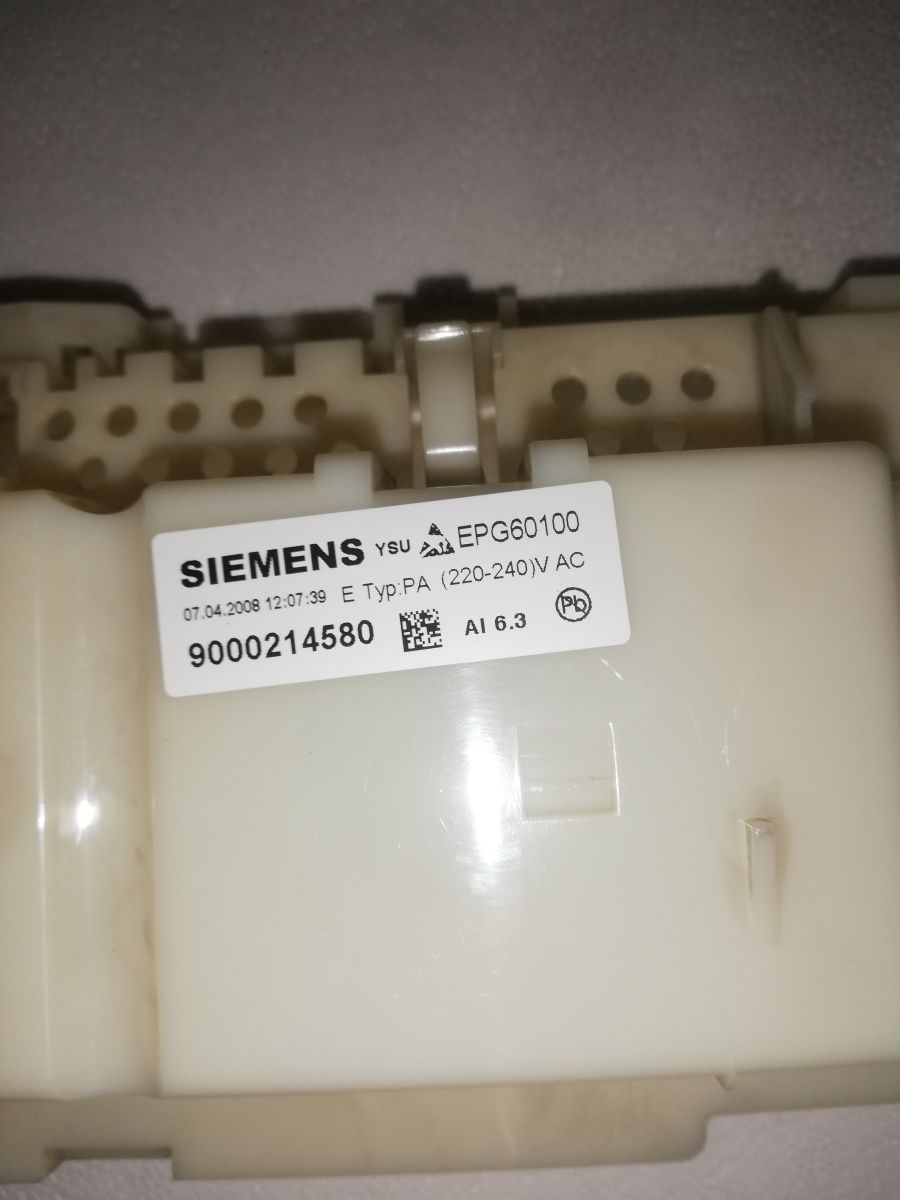 SIEMENS YSU EPG60100
07.04.2008 12:07:39 E Typ:PA (220-240)V AC
9000214580 AI 6.3 Pb